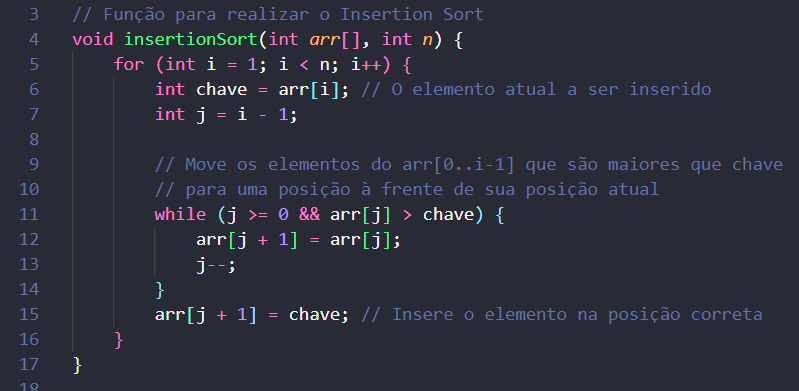 3 // Função para realizar o Insertion Sort
4 void insertionSort(int arr[], int n) {
5     for (int i = 1; i < n; i++) {
6         int chave = arr[i]; // O elemento atual a ser inserido
7         int j = i - 1;
8
9         // Move os elementos do arr[0..i-1] que são maiores que chave
10         // para uma posição à frente de sua posição atual
11         while (j >= 0 && arr[j] > chave) {
12             arr[j + 1] = arr[j];
13             j--;
14         }
15         arr[j + 1] = chave; // Insere o elemento na posição correta
16     }
17 }
18